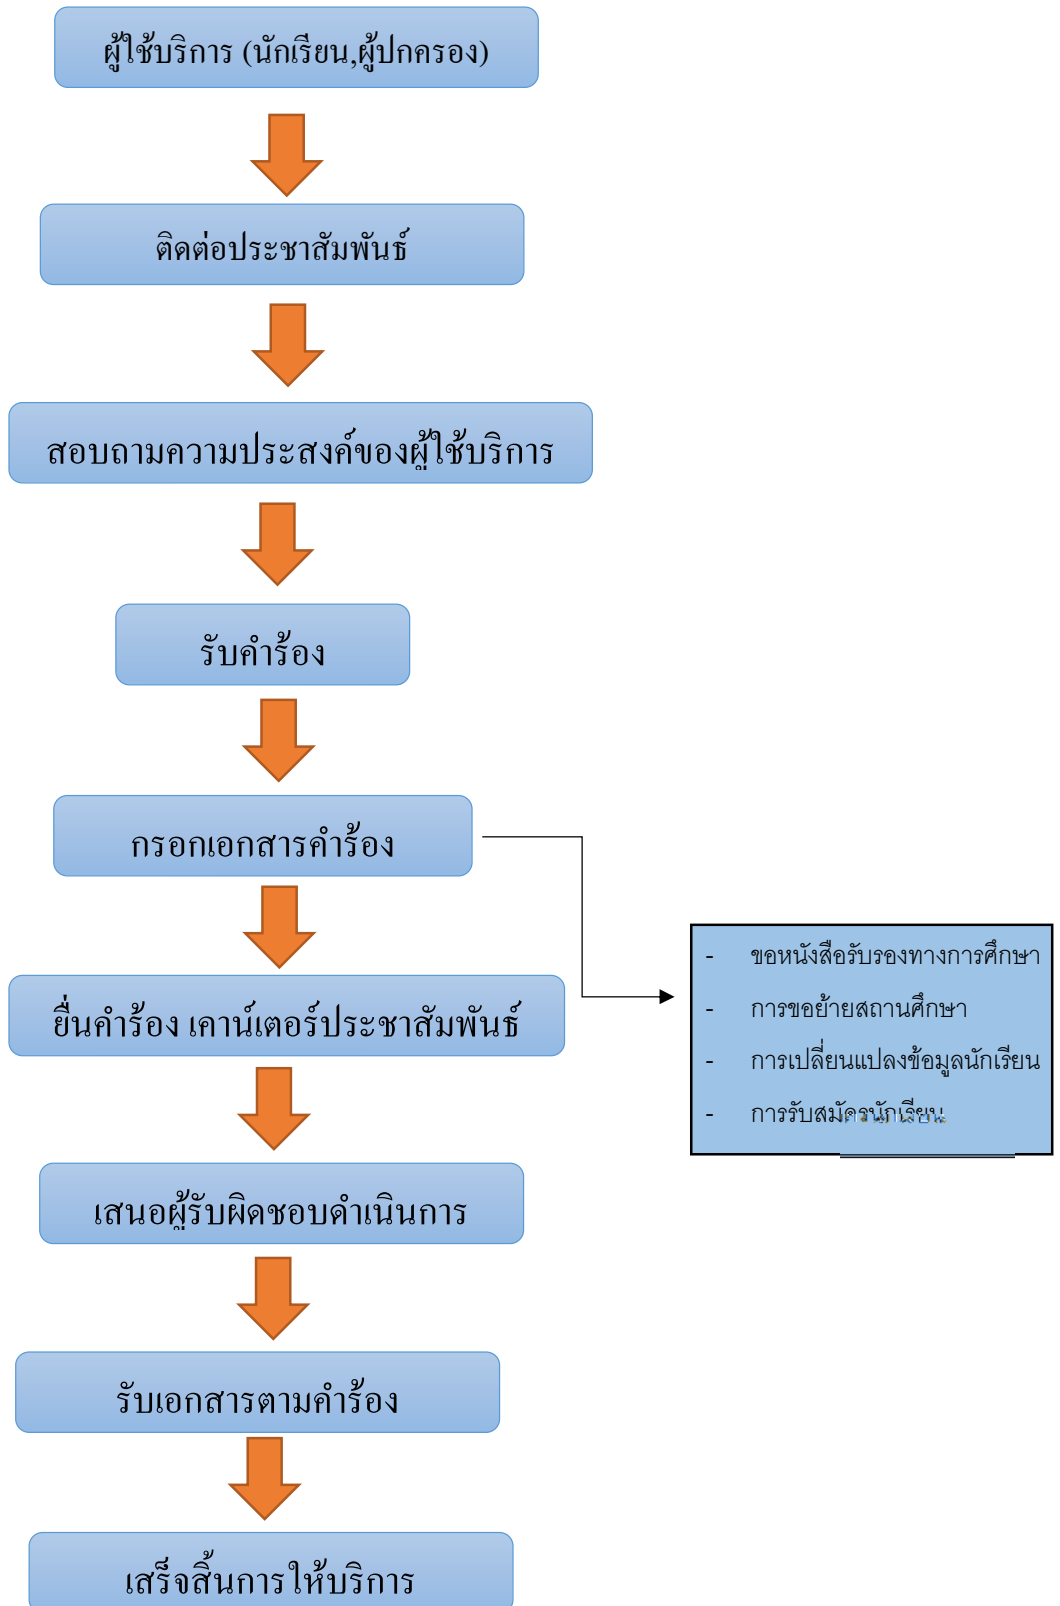 ผู้ใช้บริการ (นักเรียน,ผู้ปกครอง)
ติดต่อประชาสัมพันธ์
สอบถามความประสงค์ของผู้ใช้บริการ
รับคำร้อง
กรอกเอกสารคำร้อง
ยื่นคำร้อง เคาน์เตอร์ประชาสัมพันธ์
- ขอหนังสือรับรองทางการศึกษา
- การขอย้ายสถานศึกษา
- การเปลี่ยนแปลงข้อมูลนักเรียน
- การรับสมัครนักเรียน
เสนอผู้รับผิดชอบดำเนินการ
รับเอกสารตามคำร้อง
เสร็จสิ้นการให้บริการ